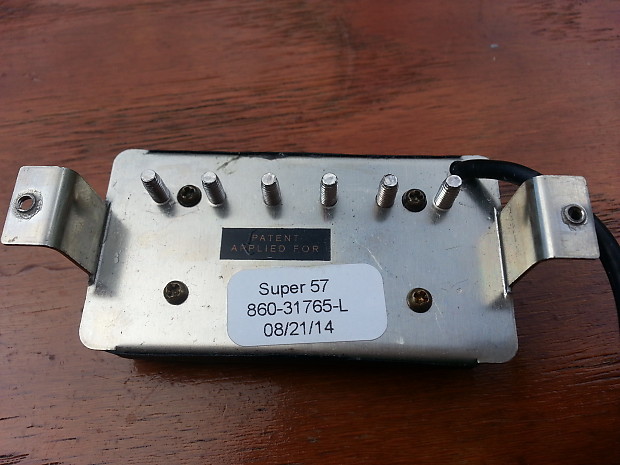 PATENT
APPLIED FOR
Super 57
860-31765-L
08/21/14